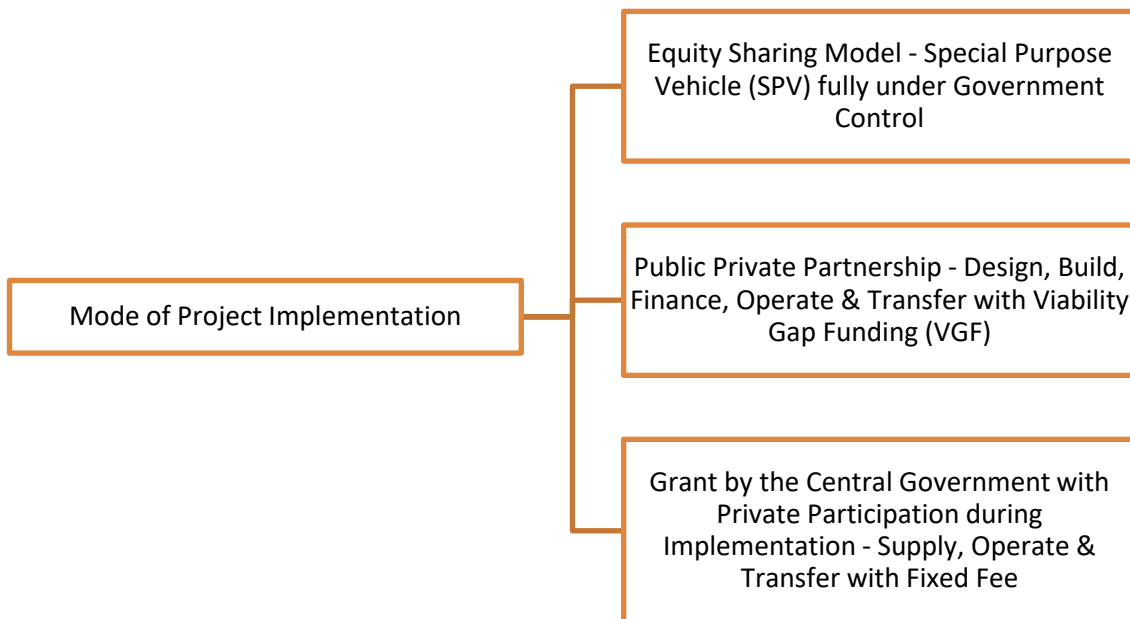 Mode of Project Implementation
Equity Sharing Model - Special Purpose
Vehicle (SPV) fully under Government
Control
Public Private Partnership - Design, Build,
Finance, Operate & Transfer with Viability
Gap Funding (VGF)
Grant by the Central Government with
Private Participation during
Implementation - Supply, Operate &
Transfer with Fixed Fee